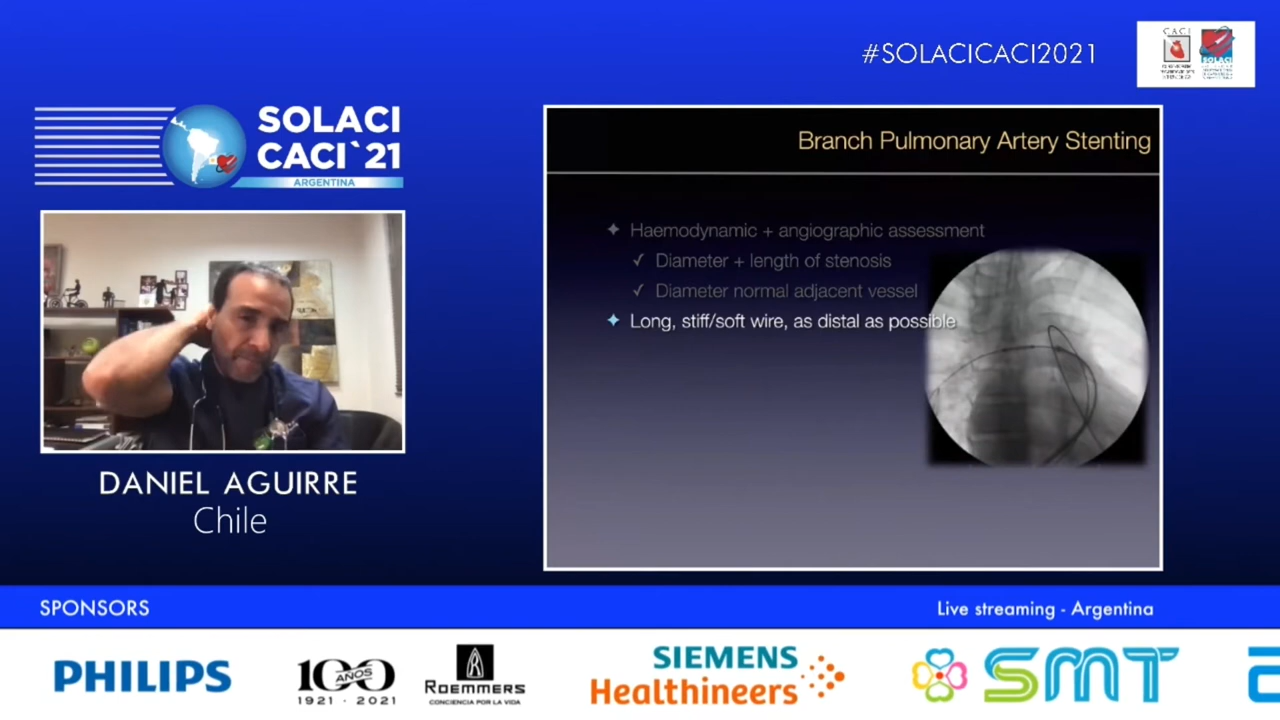 #SOLACICACI2021
CACI
SOLACI
SOLACI
CACI`21
ARGENTINA
Branch Pulmonary Artery Stenting
✦ Haemodynamic + angiographic assessment
✓ Diameter + length of stenosis
✓ Diameter normal adjacent vessel
✦ Long, stiff/soft wire, as distal as possible
DANIEL AGUIRRE
Chile
SPONSORS
Live streaming - Argentina
PHILIPS
100
AÑOS
1921 · 2021
R
ROEMMERS
CONCIENCIA POR LA VIDA
SIEMENS
Healthineers
SMT